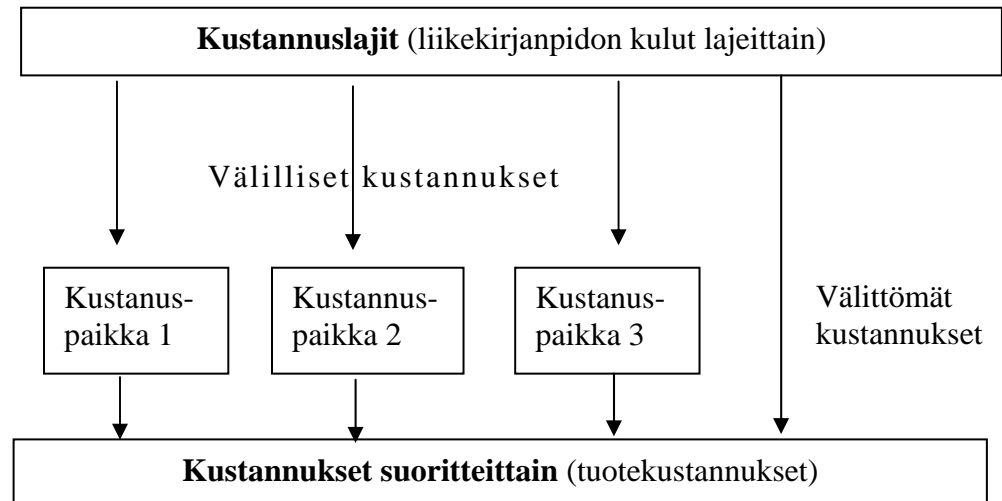 Kustannuslajit (liikekirjanpidon kulut lajeittain)
Välilliset kustannukset
Kustanus-
paikka 1
Kustannus-
paikka 2
Kustanus-
paikka 3
Välittömät
kustannukset
Kustannukset suoritteittain (tuotekustannukset)